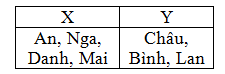 X Y
An, Nga, Châu,
Danh, Mai Bình, Lan